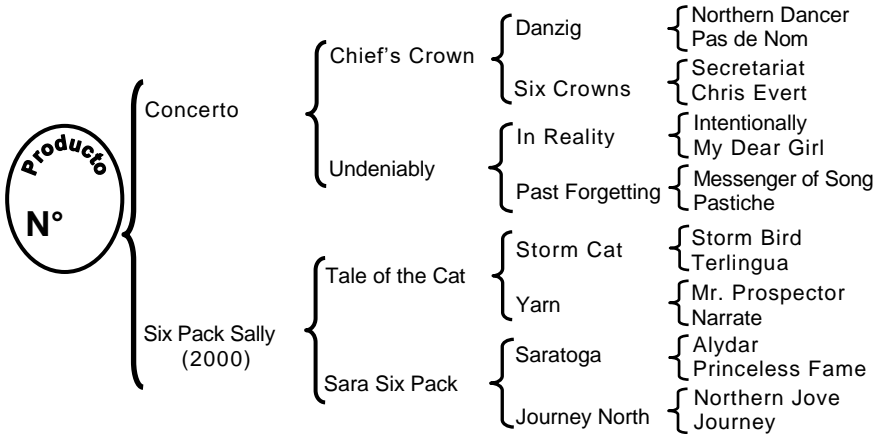 Producto
N°
Concerto
Six Pack Sally
(2000)
Chief's Crown
Undeniably
Tale of the Cat
Sara Six Pack
Danzig
Six Crowns
In Reality
Past Forgetting
Storm Cat
Yarn
Saratoga
Journey North
Northern Dancer
Pas de Nom
Secretariat
Chris Evert
Intentionally
My Dear Girl
Messenger of Song
Pastiche
Storm Bird
Terlingua
Mr. Prospector
Narrate
Alydar
Princeless Fame
Northern Jove
Journey